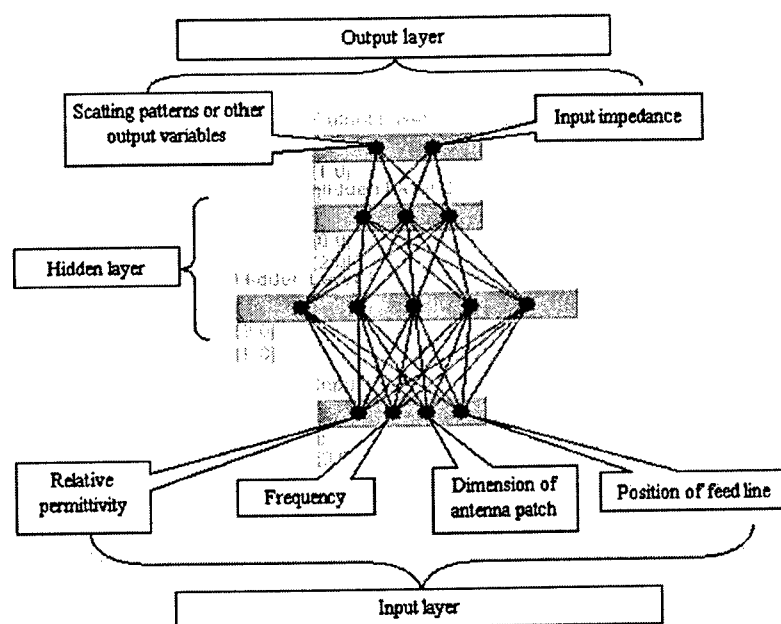 Output layer
Scatting patterns or other
output variables
Input impedance
Hidden layer
Relative
permittivity
Frequency
Dimension of
antenna patch
Position of feed line
Input layer